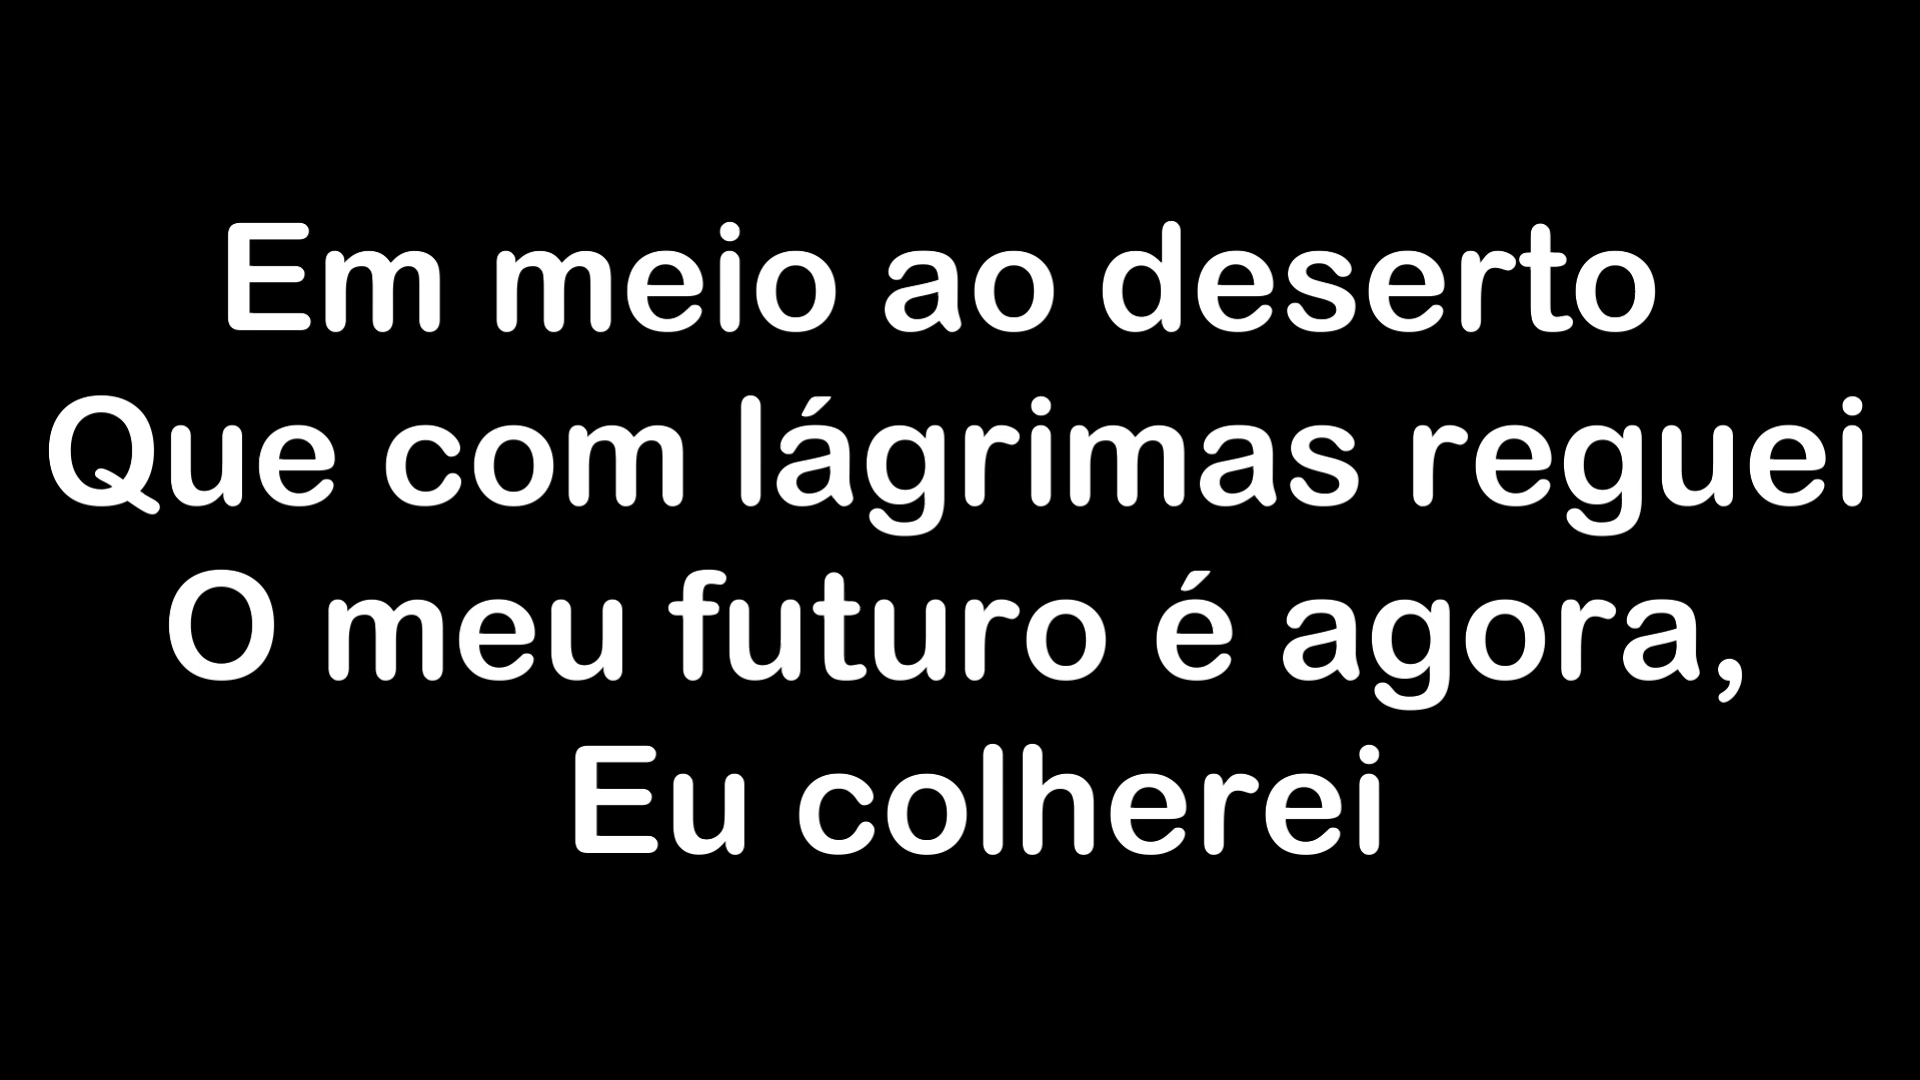 Em meio ao deserto
Que com lágrimas reguei
O meu futuro é agora,
Eu colherei